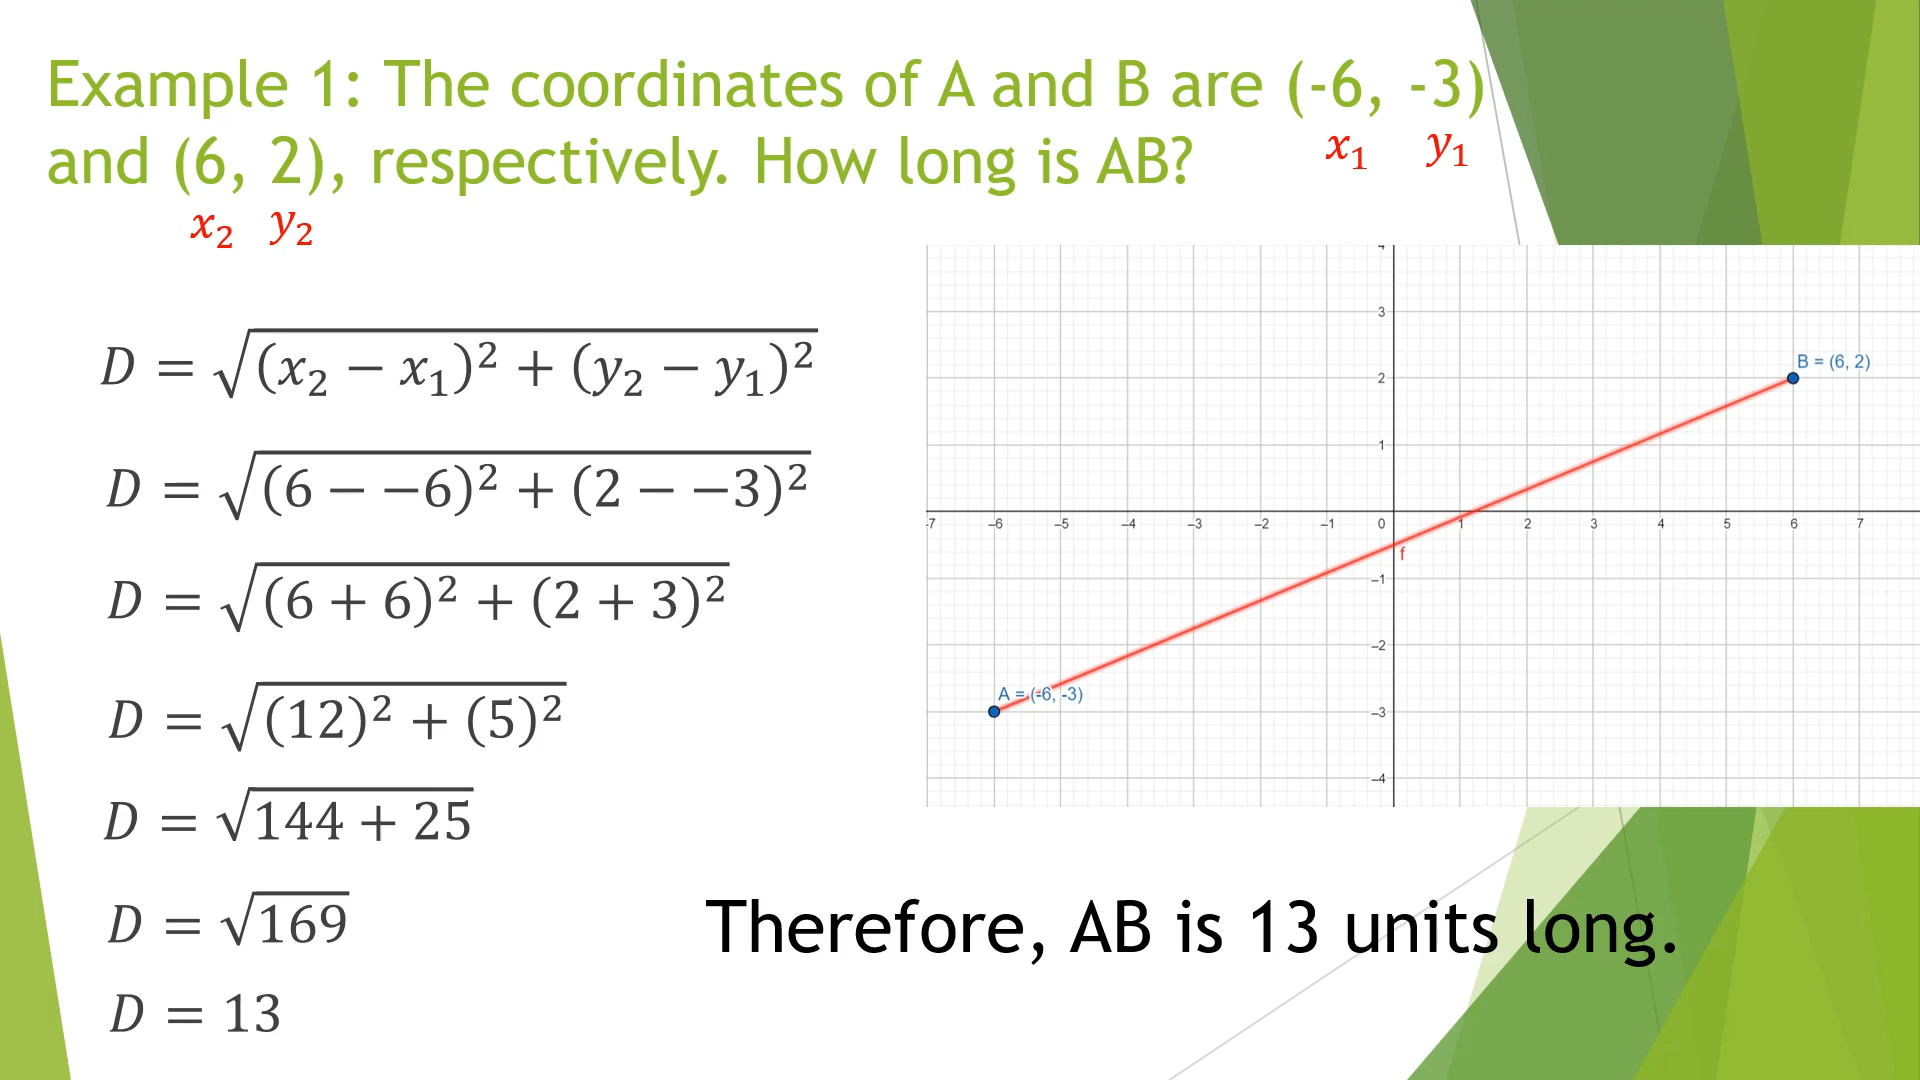 Example 1: The coordinates of A and B are (-6, -3)
and (6, 2), respectively. How long is AB?
x₁ y₁
x₂ y₂
D = √(x₂ − x₁)² + (y₂ − y₁)²
D = √(6 − −6)² + (2 − −3)²
D = √(6 + 6)² + (2 + 3)²
D = √(12)² + (5)²
D = √144 + 25
D = √169
D = 13
4
3
B = (6, 2)
2
1
-7 –6 –5 –4 –3 –2 –1 0 1 2 3 4 5 6 7
f
–1
–2
A = (-6, -3)
–3
–4
Therefore, AB is 13 units long.